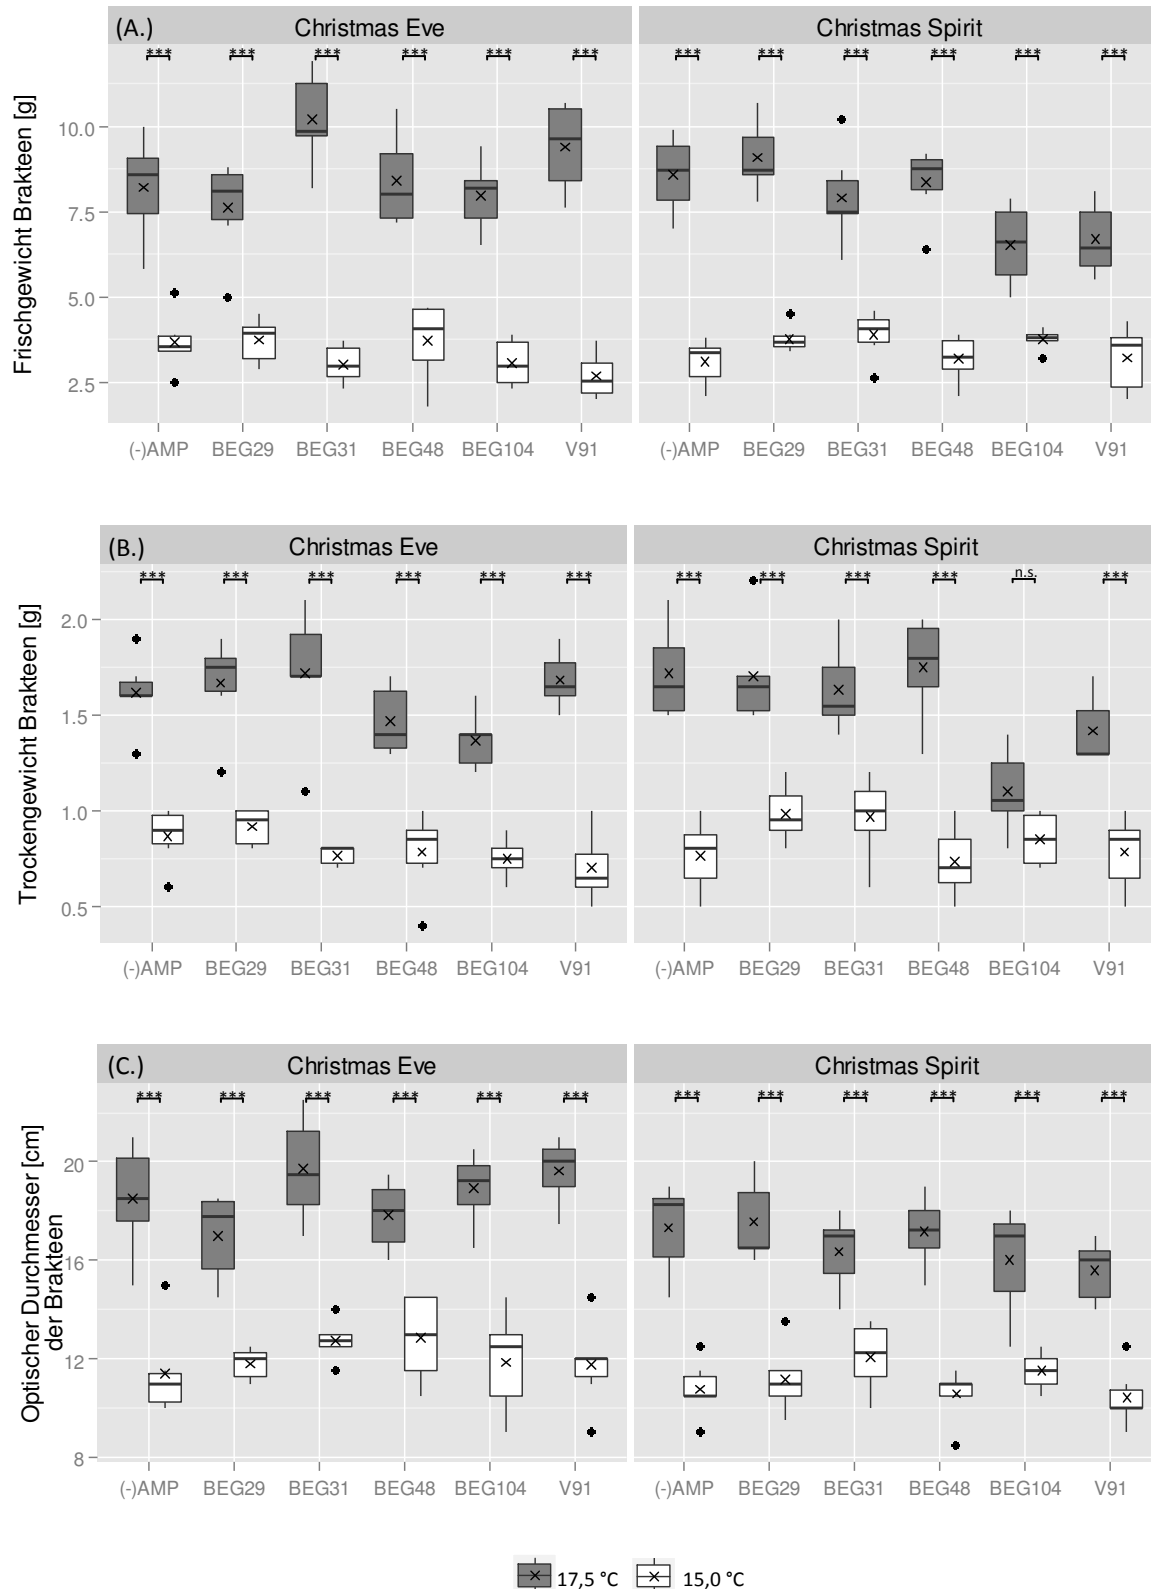 (A.) Christmas Eve Christmas Spirit
*** *** *** *** *** *** *** *** *** *** *** ***
Frischgewicht Brakteen [g]
10.0
7.5
5.0
2.5
(-)AMP BEG29 BEG31 BEG48 BEG104 V91 (-)AMP BEG29 BEG31 BEG48 BEG104 V91
(B.) Christmas Eve Christmas Spirit
*** *** *** *** *** *** *** *** *** *** n.s. ***
Trockengewicht Brakteen [g]
2.0
1.5
1.0
0.5
(-)AMP BEG29 BEG31 BEG48 BEG104 V91 (-)AMP BEG29 BEG31 BEG48 BEG104 V91
(C.) Christmas Eve Christmas Spirit
*** *** *** *** *** *** *** *** *** *** *** ***
Optischer Durchmesser [cm]
der Brakteen
20
16
12
8
(-)AMP BEG29 BEG31 BEG48 BEG104 V91 (-)AMP BEG29 BEG31 BEG48 BEG104 V91
17,5 °C 15,0 °C